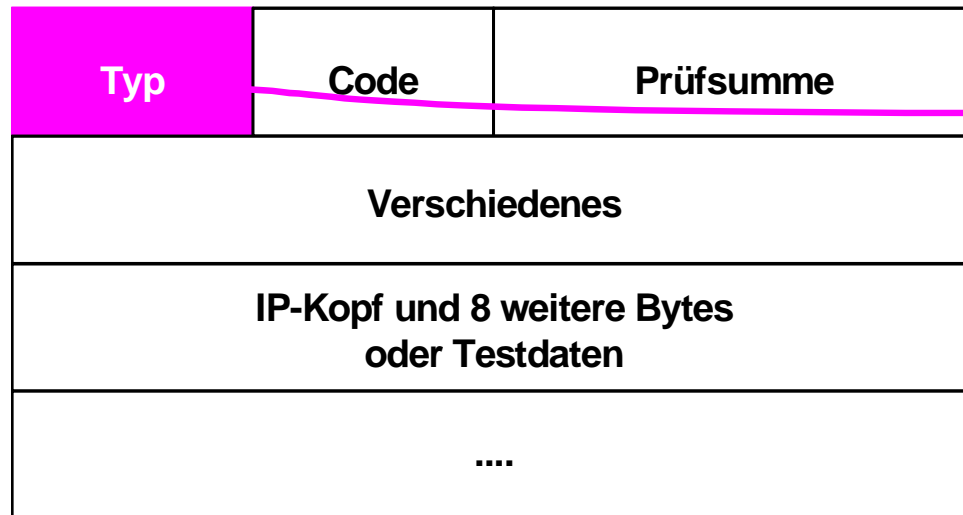 Typ Code Prüfsumme
Verschiedenes
IP-Kopf und 8 weitere Bytes
oder Testdaten
....